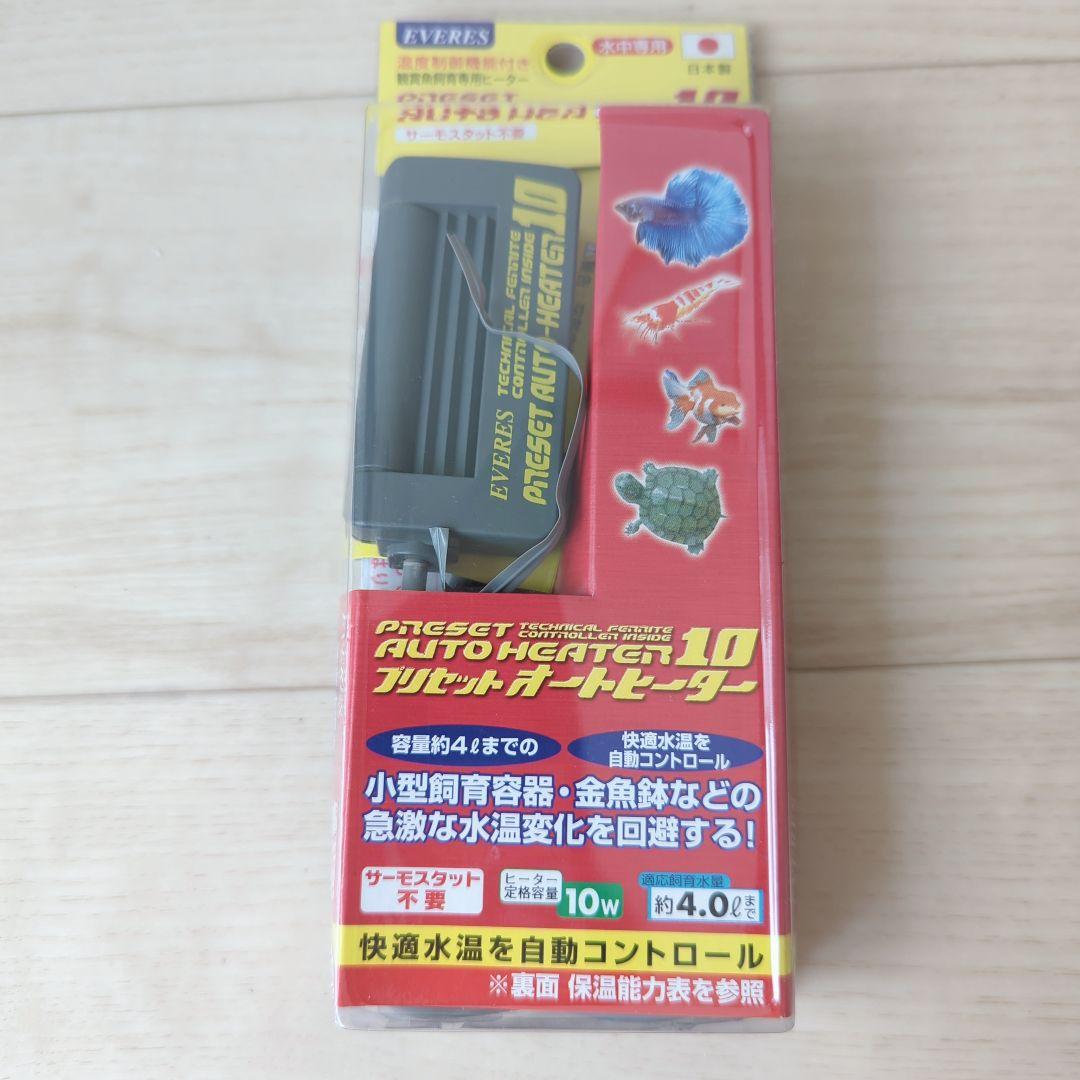 EVERES
水中専用
日本製
温度制御機能付き
観賞魚飼育専用ヒーター
PRESET
AUTO HEA
10
サーモスタット不要
EVERES
TECHNICAL FERRITE
CONTROLLER INSIDE
PRESET AUTO-HEATER 10
PRESET TECHNICAL FERRITE
CONTROLLER INSIDE
AUTO HEATER 10
プリセット オートヒーター
容量約4ℓまでの
快適水温を
自動コントロール
小型飼育容器・金魚鉢などの
急激な水温変化を回避する!
サーモスタット
不要
ヒーター
定格容量
10W
適応飼育水量
約4.0ℓまで
快適水温を自動コントロール
※裏面 保温能力表を参照